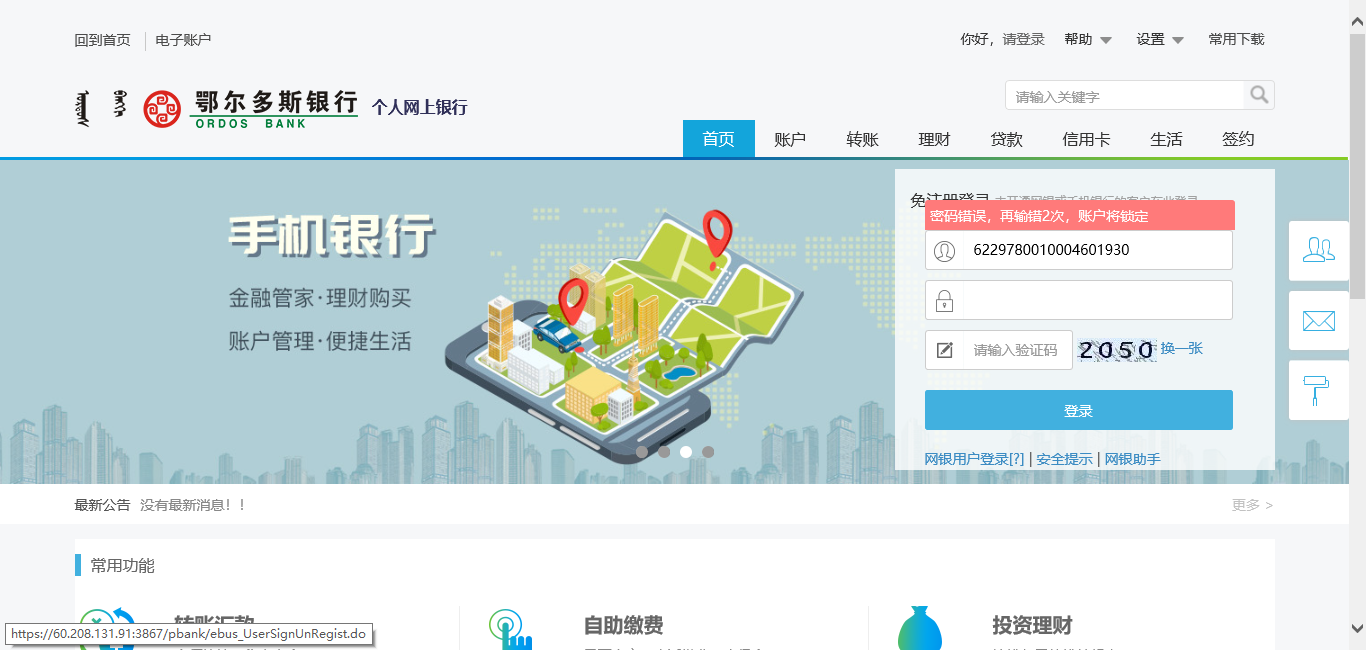 回到首页 电子账户 你好，请登录 帮助 设置 常用下载
鄂尔多斯银行 个人网上银行
ORDOS BANK
请输入关键字
首页 账户 转账 理财 贷款 信用卡 生活 签约
手机银行
金融管家·理财购买
账户管理·便捷生活
免注册登录
密码错误，再输错2次，账户将锁定
6229780010004601930
请输入验证码 2050 换一张
登录
网银用户登录[?] | 安全提示 | 网银助手
最新公告 没有最新消息！！ 更多 >
常用功能
转账汇款 自助缴费 投资理财
https://60.208.131.91:3867/pbank/ebus_UserSignUnRegist.do